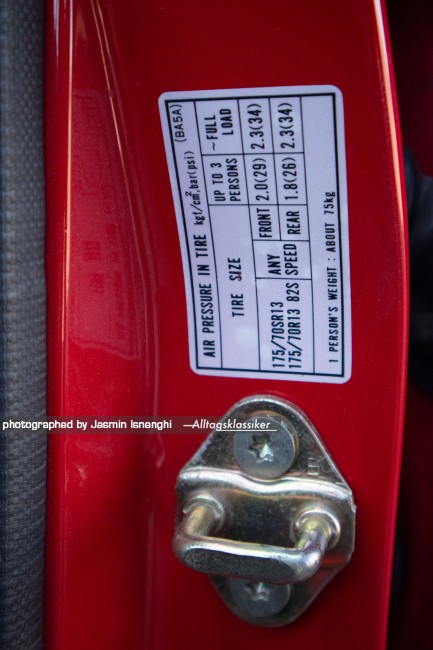 AIR PRESSURE IN TIRE kgf/cm²,bar(psi) (BA5A)
TIRE SIZE UP TO 3 PERSONS ~FULL LOAD
175/70SR13 ANY FRONT 2.0(29) 2.3(34)
175/70R13 82S SPEED REAR 1.8(26) 2.3(34)
1 PERSON'S WEIGHT : ABOUT 75kg
photographed by Jasmin Isnenghi —Alltagsklassiker